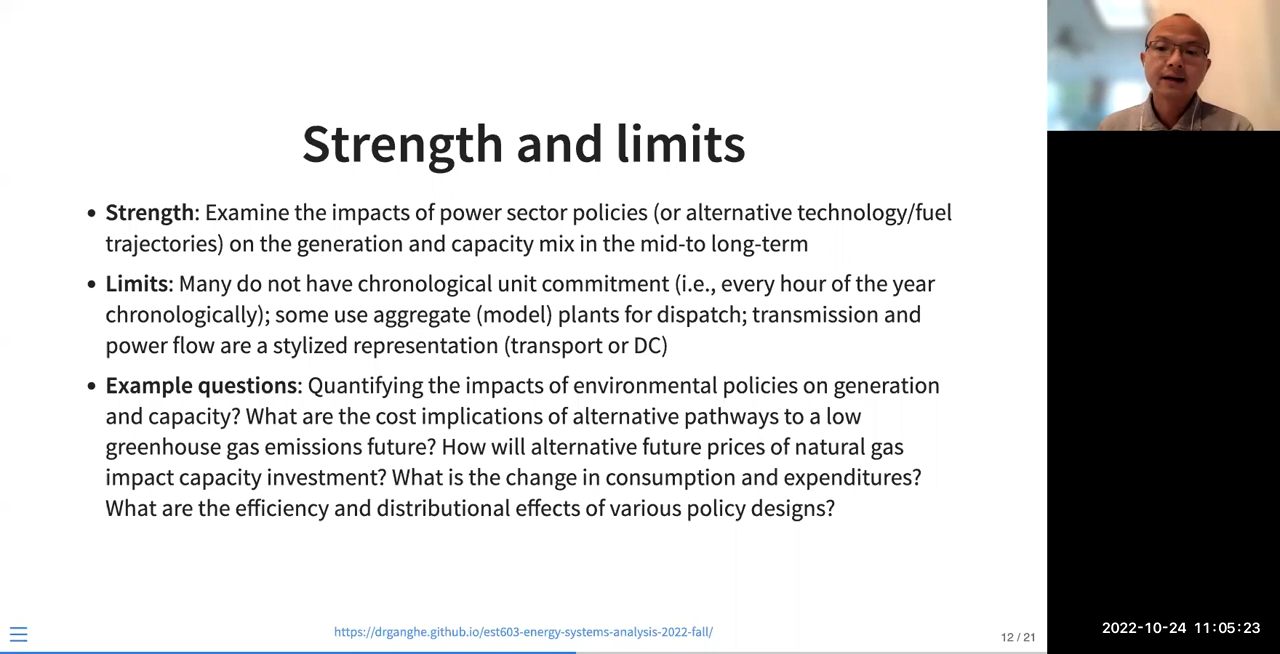 Strength and limits
• Strength: Examine the impacts of power sector policies (or alternative technology/fuel
trajectories) on the generation and capacity mix in the mid-to long-term
• Limits: Many do not have chronological unit commitment (i.e., every hour of the year
chronologically); some use aggregate (model) plants for dispatch; transmission and
power flow are a stylized representation (transport or DC)
• Example questions: Quantifying the impacts of environmental policies on generation
and capacity? What are the cost implications of alternative pathways to a low
greenhouse gas emissions future? How will alternative future prices of natural gas
impact capacity investment? What is the change in consumption and expenditures?
What are the efficiency and distributional effects of various policy designs?
https://drganghe.github.io/est603-energy-systems-analysis-2022-fall/
12 / 21
2022-10-24 11:05:23